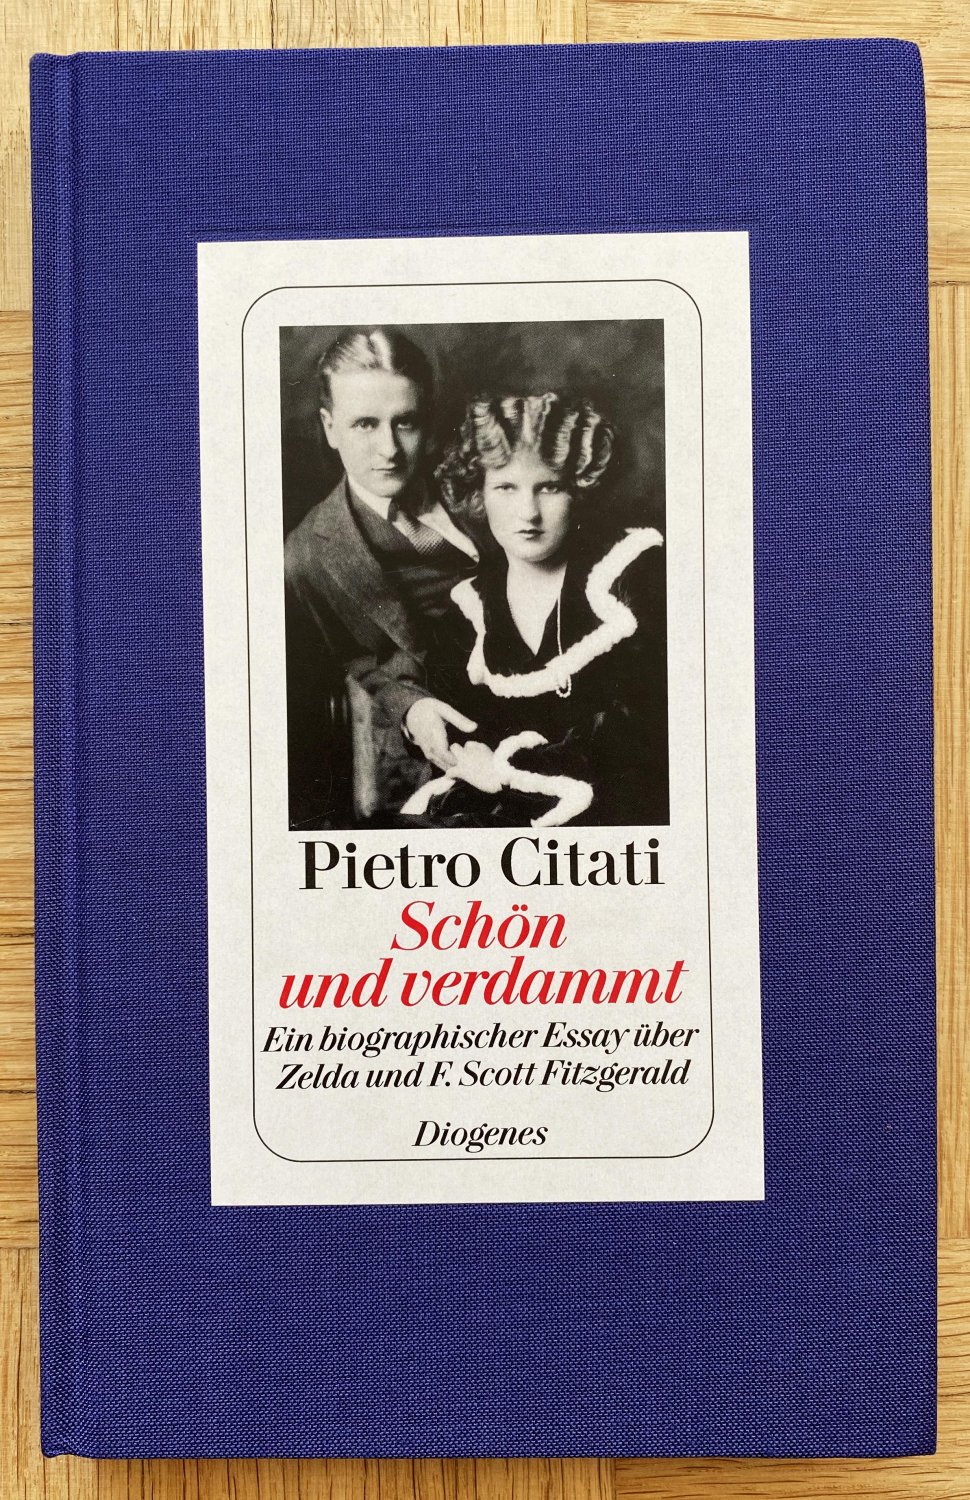 Pietro Citati
Schön
und verdammt
Ein biographischer Essay über
Zelda und F. Scott Fitzgerald
Diogenes